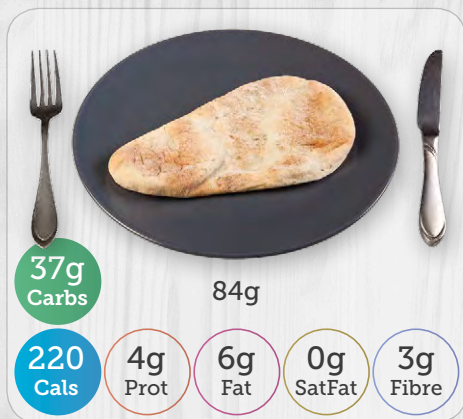 37g
Carbs
84g
220
Cals
4g
Prot
6g
Fat
0g
SatFat
3g
Fibre